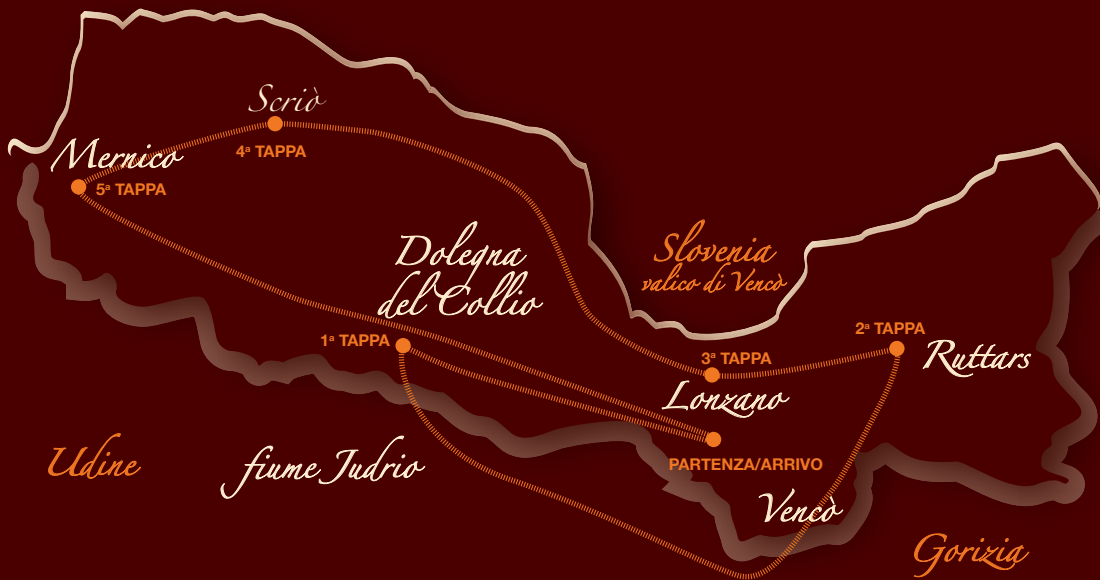 Scriò
4ª TAPPA
Mernico
5ª TAPPA
Dolegna
del Collio
Slovenia
valico di Vencò
1ª TAPPA
2ª TAPPA
3ª TAPPA
Ruttars
Lonzano
PARTENZA/ARRIVO
Udine
fiume Judrio
Vencò
Gorizia